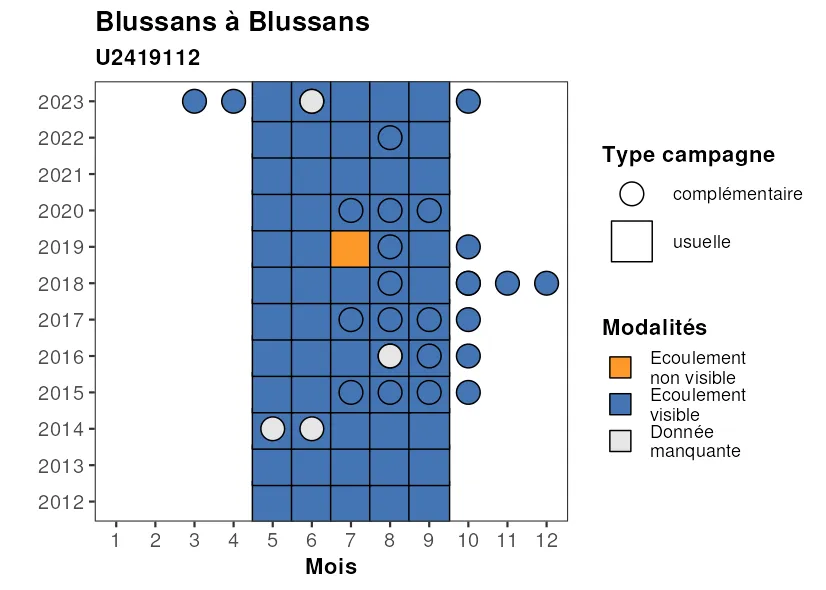 Blussans à Blussans
U2419112
2023
2022
2021
2020
2019
2018
2017
2016
2015
2014
2013
2012
1 2 3 4 5 6 7 8 9 10 11 12
Mois
Type campagne
complémentaire
usuelle
Modalités
Ecoulement
non visible
Ecoulement
visible
Donnée
manquante